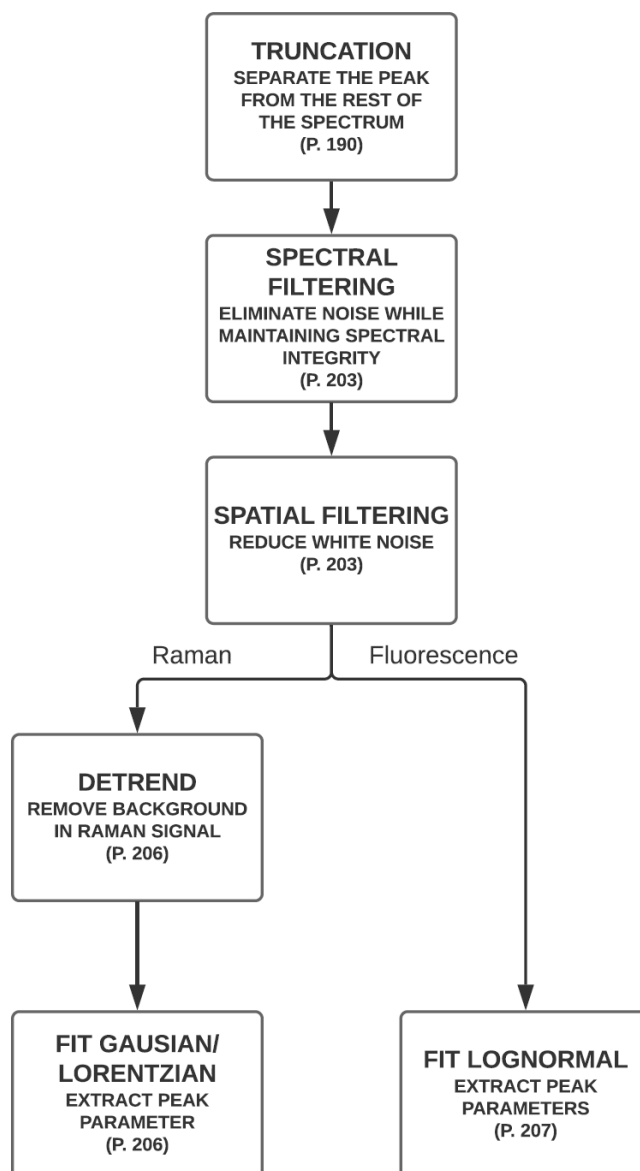 TRUNCATION
SEPARATE THE PEAK
FROM THE REST OF
THE SPECTRUM
(P. 190)
SPECTRAL
FILTERING
ELIMINATE NOISE WHILE
MAINTAINING SPECTRAL
INTEGRITY
(P. 203)
SPATIAL FILTERING
REDUCE WHITE NOISE
(P. 203)
Raman
Fluorescence
DETREND
REMOVE BACKGROUND
IN RAMAN SIGNAL
(P. 206)
FIT GAUSIAN/
LORENTZIAN
EXTRACT PEAK
PARAMETER
(P. 206)
FIT LOGNORMAL
EXTRACT PEAK
PARAMETERS
(P. 207)